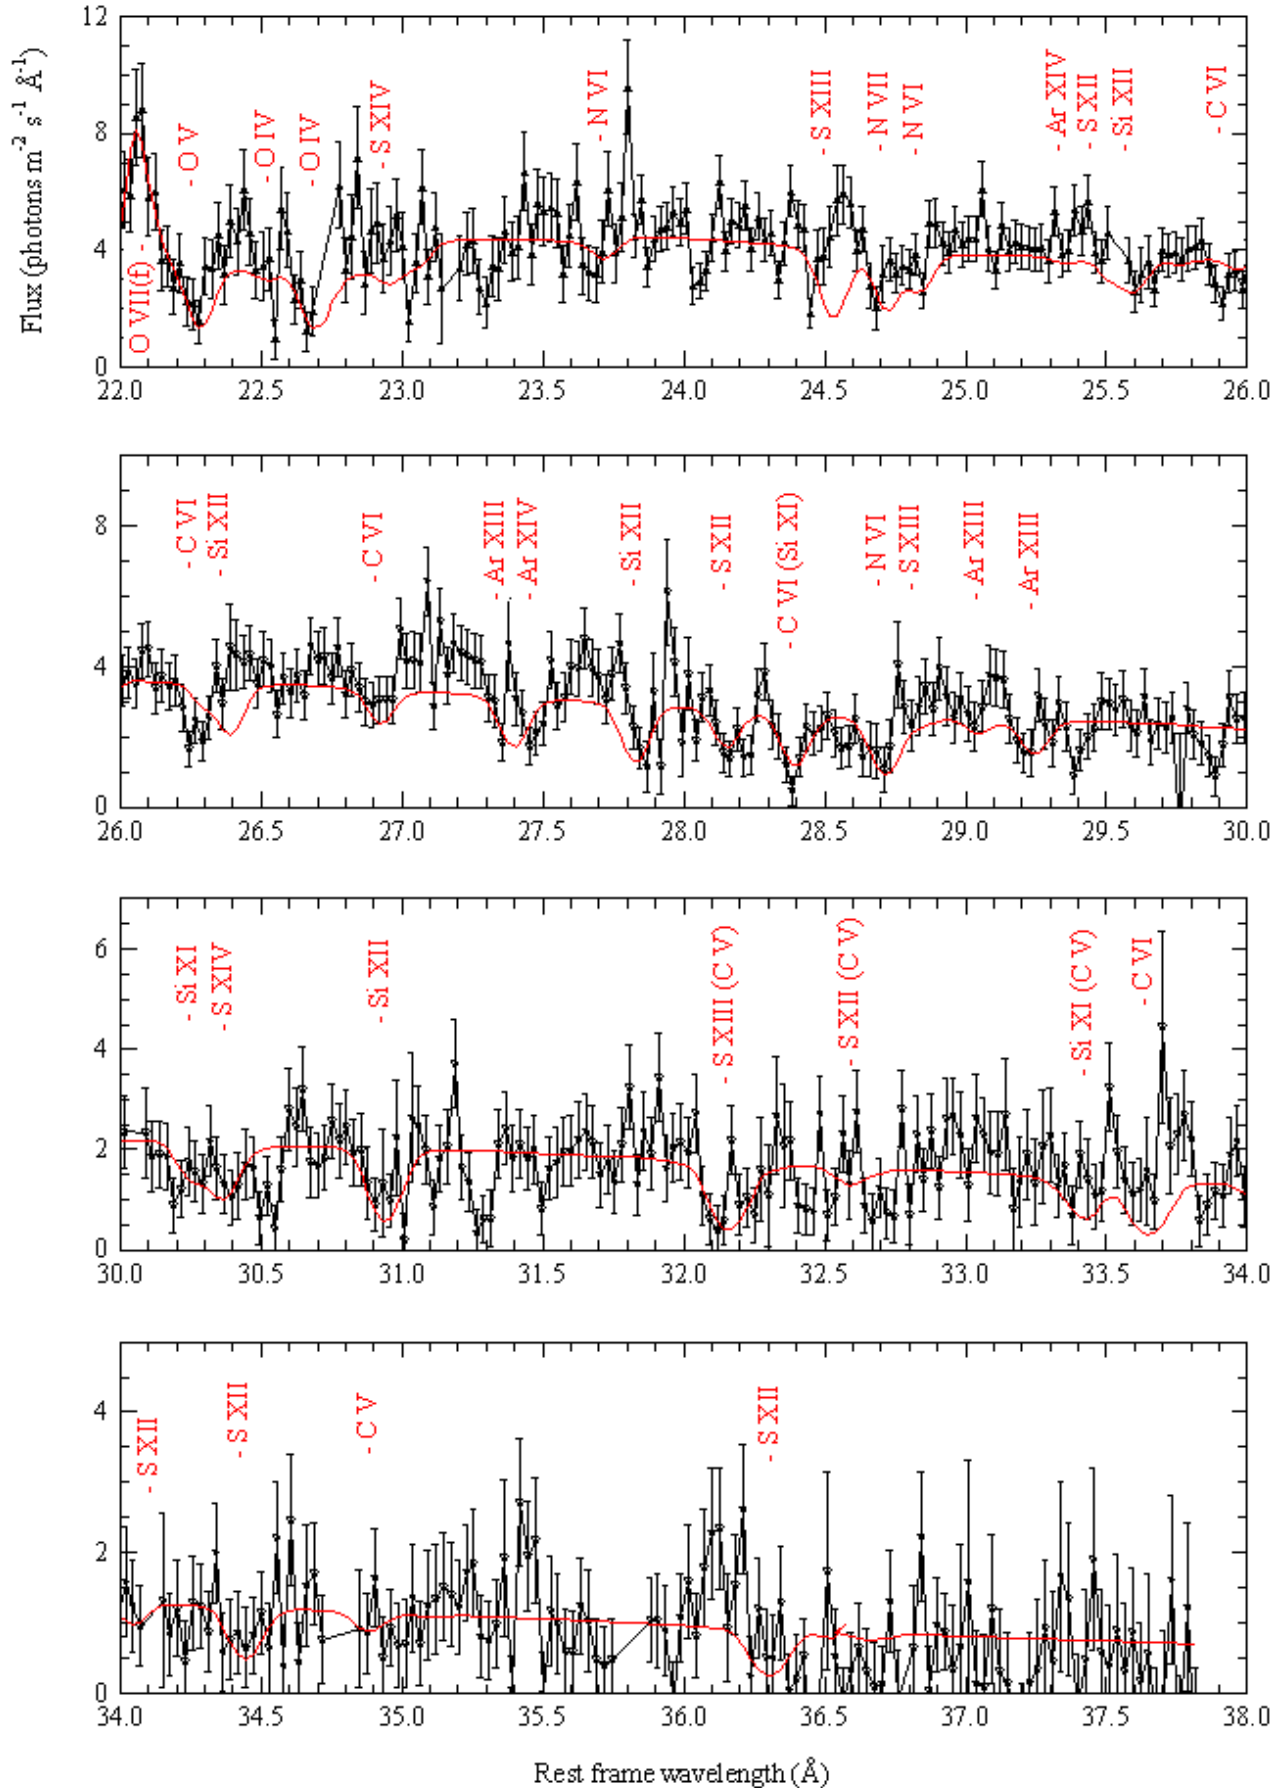 Flux (photons m⁻² s⁻¹ Å⁻¹)
12
8
4
0
O VII(f) -
- O V
- O IV
- O IV
- S XIV
- N VI
- S XIII
- N VII
- N VI
- Ar XIV
- S XII
- Si XII
- C VI
22.0 22.5 23.0 23.5 24.0 24.5 25.0 25.5 26.0
8
4
0
- C VI
- Si XII
- C VI
- Ar XIII
- Ar XIV
- Si XII
- S XII
- C VI (Si XI)
- N VI
- S XIII
- Ar XIII
- Ar XIII
26.0 26.5 27.0 27.5 28.0 28.5 29.0 29.5 30.0
6
4
2
0
- Si XI
- S XIV
- Si XII
- S XIII (C V)
- S XII (C V)
- Si XI (C V)
- C VI
30.0 30.5 31.0 31.5 32.0 32.5 33.0 33.5 34.0
4
2
0
- S XII
- S XII
- C V
- S XII
34.0 34.5 35.0 35.5 36.0 36.5 37.0 37.5 38.0
Rest frame wavelength (Å)